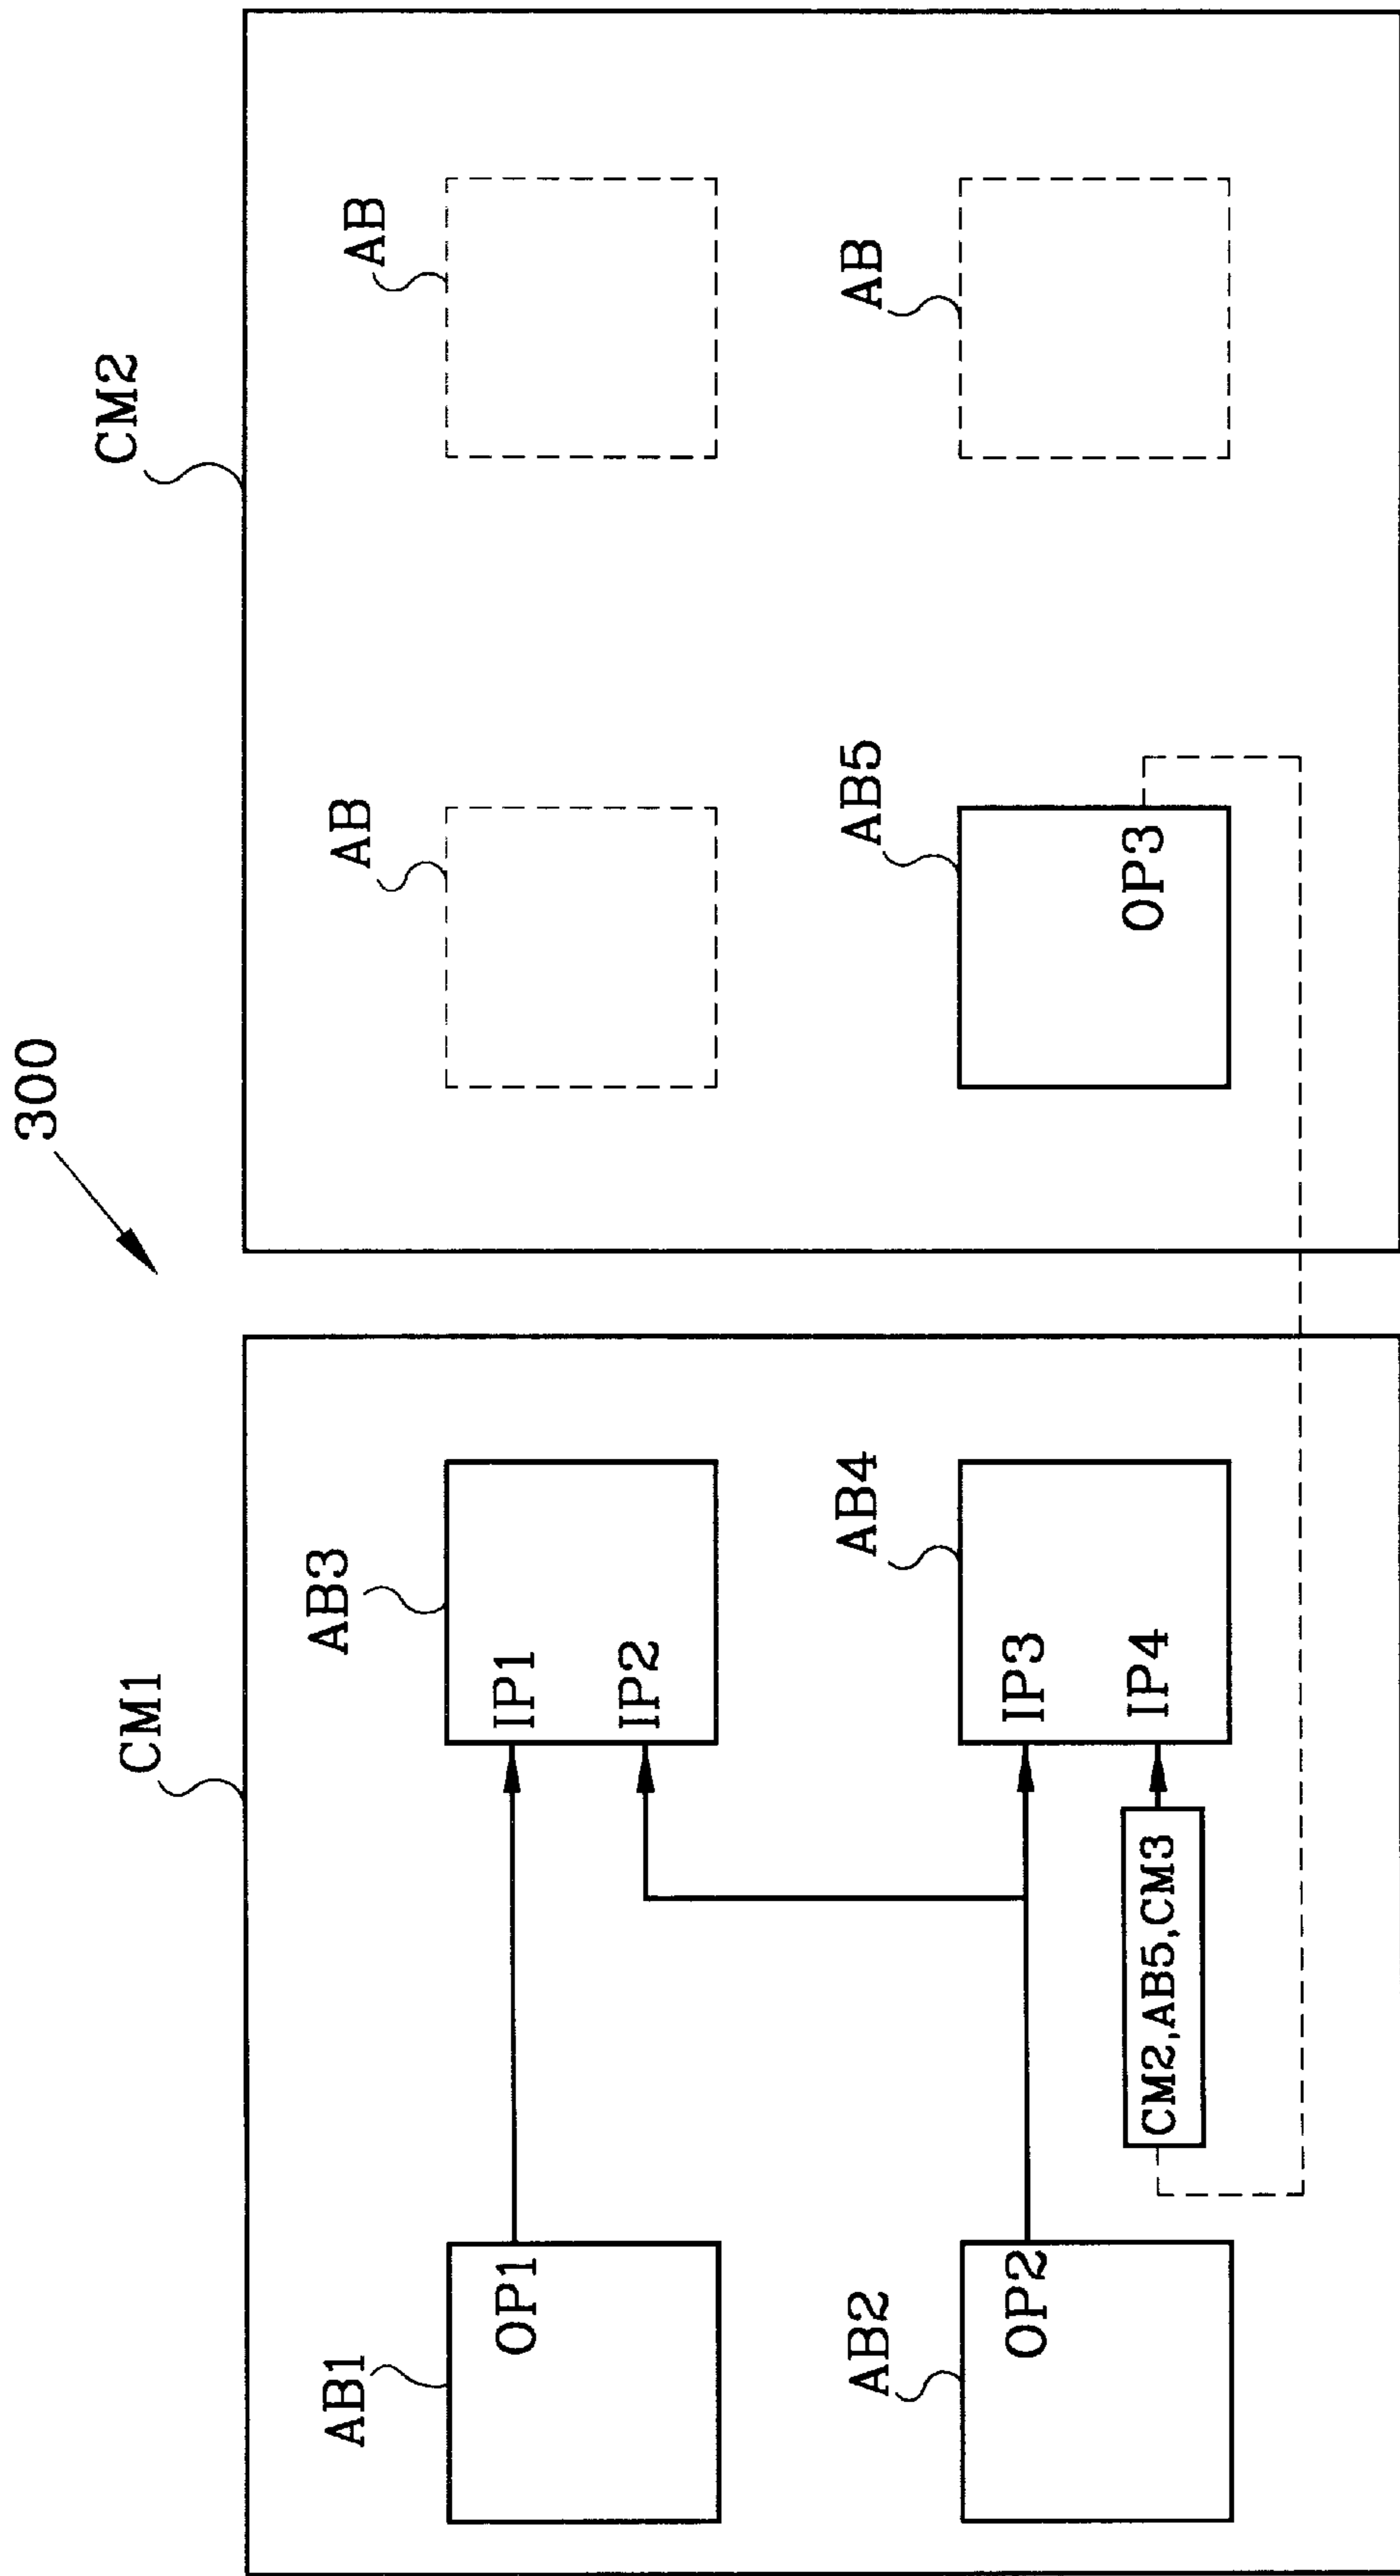 300
CM1
CM2
AB1
OP1
AB3
IP1
IP2
AB2
OP2
AB4
IP3
IP4
CM2,AB5,CM3
AB
AB
AB5
OP3
AB